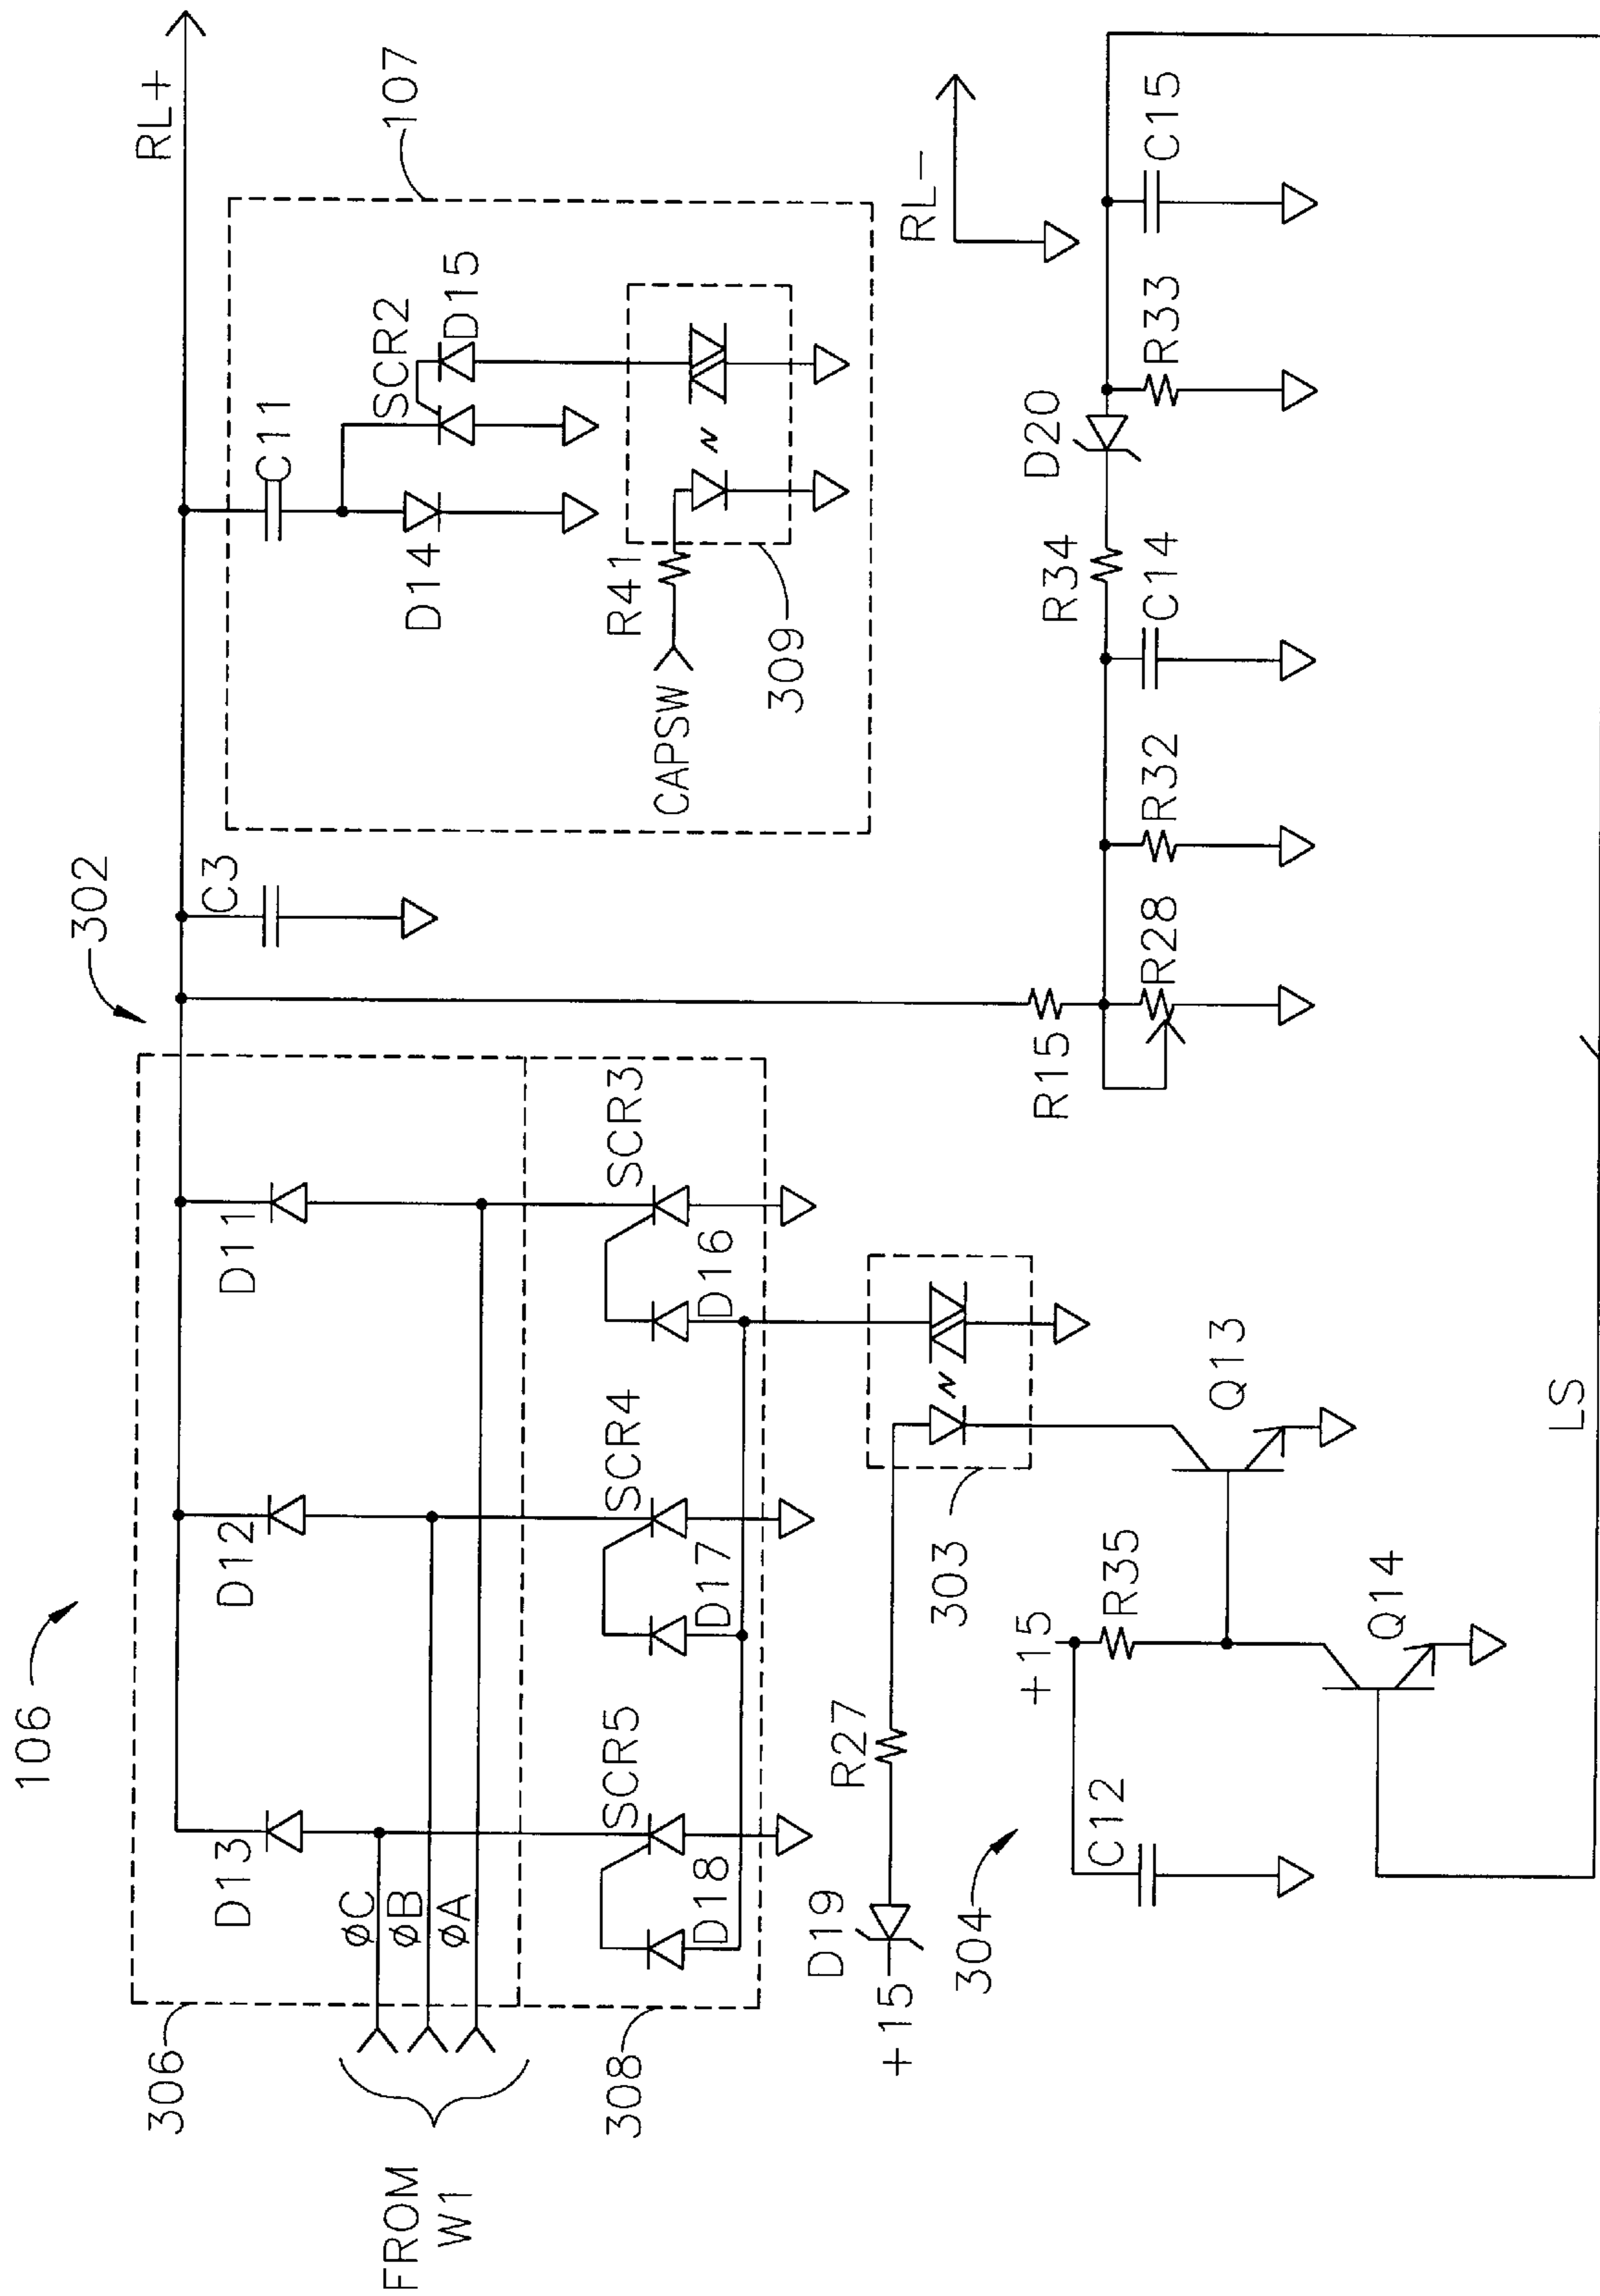 106
302
RL+
306
D13
D12
D11
C3
C11
107
FROM
W1
øC
øB
øA
D14
SCR2
D15
308
SCR5
SCR4
SCR3
D18
D17
D16
CAPSW
R41
309
RL−
D19
+15
R27
303
304
C12
+15
R35
Q13
Q14
R15
R28
R32
R34
C14
D20
R33
C15
LS